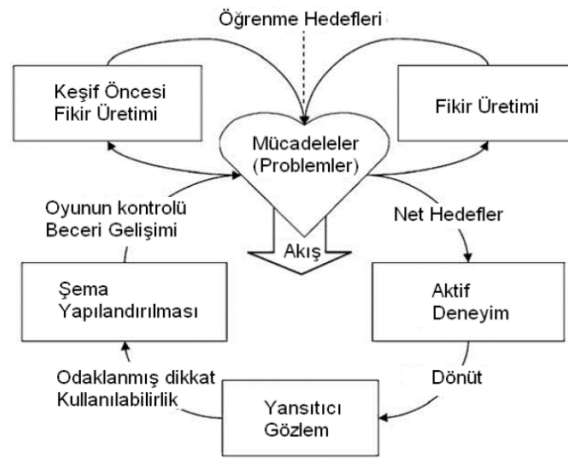 Öğrenme Hedefleri
Keşif Öncesi
Fikir Üretimi
Fikir Üretimi
Mücadeleler
(Problemler)
Oyunun kontrolü
Beceri Gelişimi
Net Hedefler
Akış
Şema
Yapılandırılması
Aktif
Deneyim
Odaklanmış dikkat
Kullanılabilirlik
Dönüt
Yansıtıcı
Gözlem